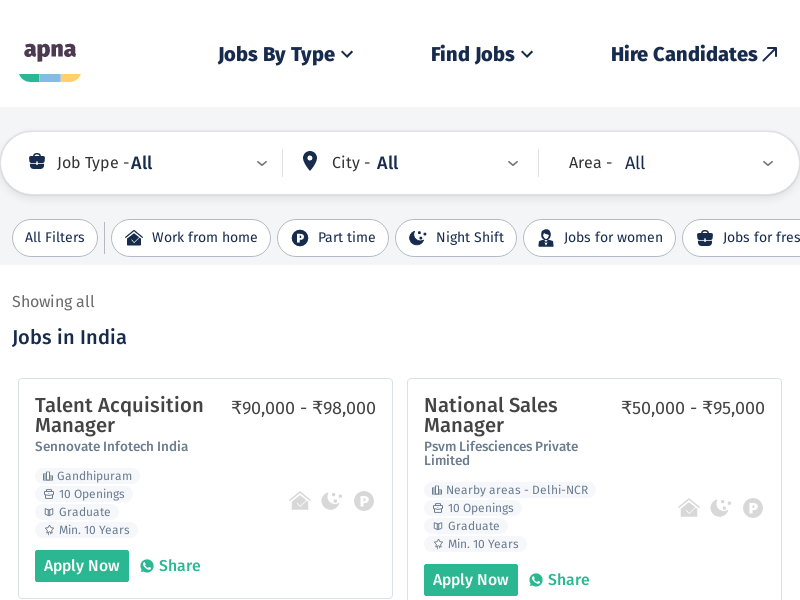 apna
Jobs By Type
Find Jobs
Hire Candidates
Job Type - All
City - All
Area - All
All Filters
Work from home
Part time
Night Shift
Jobs for women
Jobs for fres
Showing all
Jobs in India
Talent Acquisition
Manager
₹90,000 - ₹98,000
Sennovate Infotech India
Gandhipuram
10 Openings
Graduate
Min. 10 Years
P
Apply Now
Share
National Sales
Manager
₹50,000 - ₹95,000
Psvm Lifesciences Private
Limited
Nearby areas - Delhi-NCR
10 Openings
Graduate
Min. 10 Years
P
Apply Now
Share